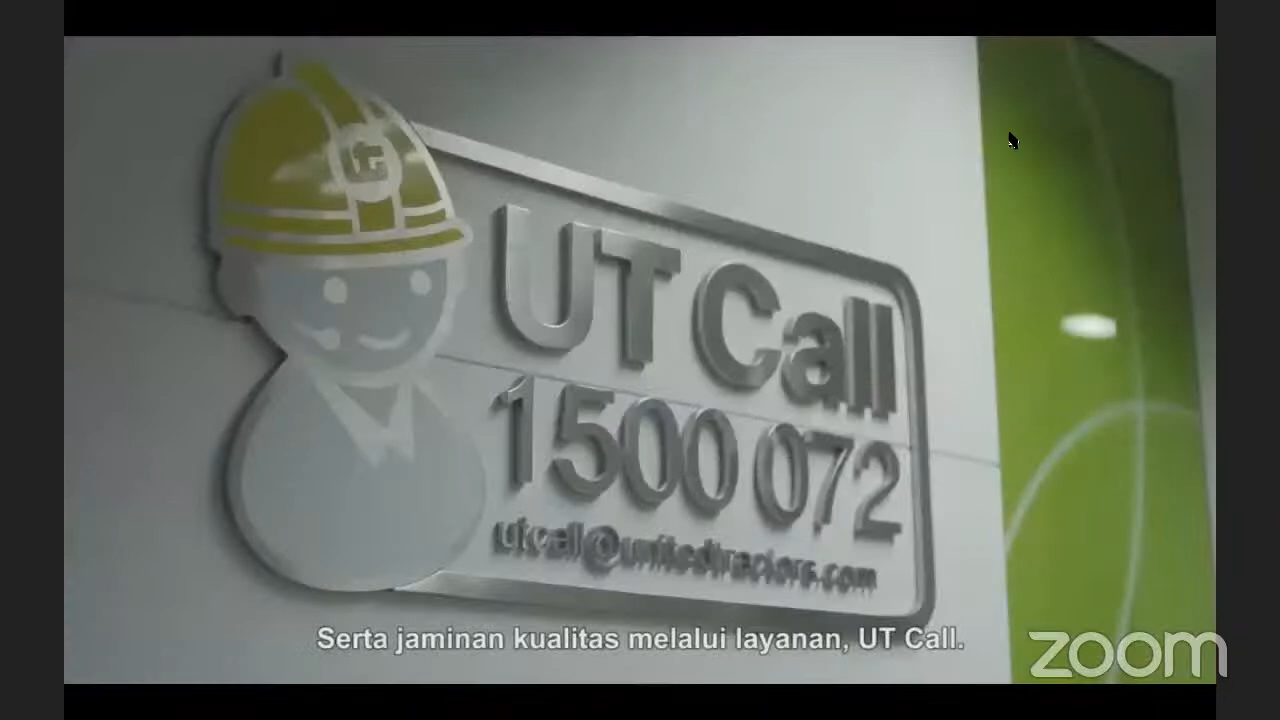 t
UT Call
1500 072
utcall@unitedtractors.com
Serta jaminan kualitas melalui layanan, UT Call.
zoom